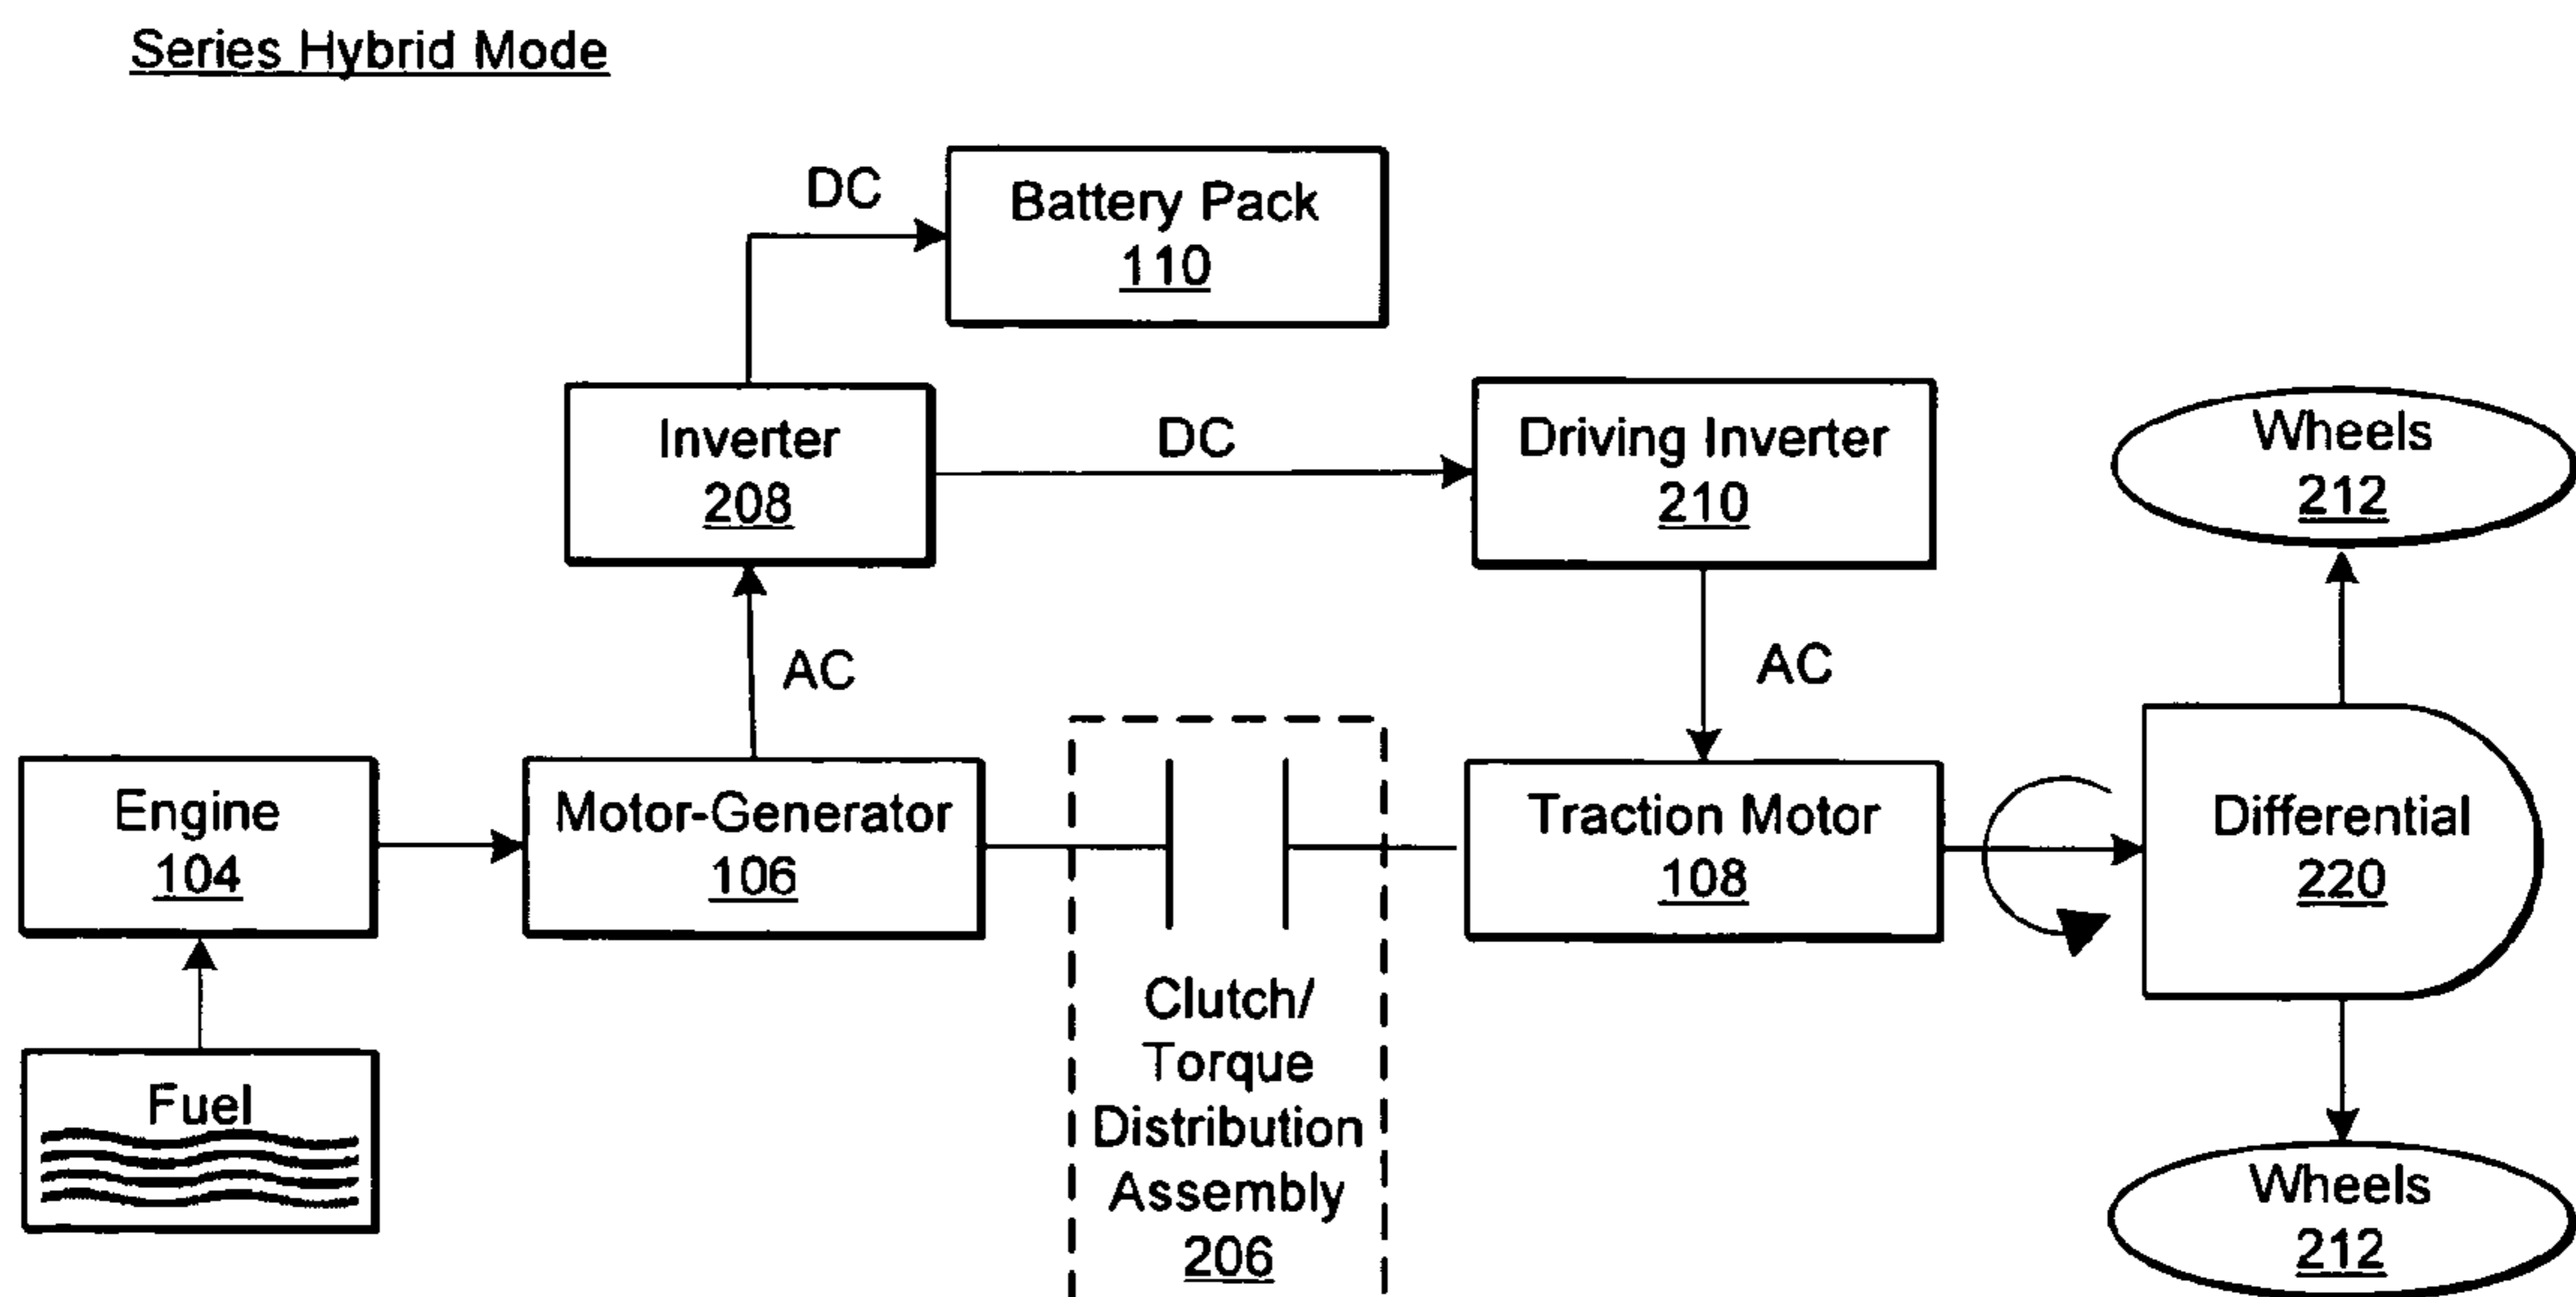 Series Hybrid Mode
DC
Battery Pack
110
Inverter
208
DC
Driving Inverter
210
Wheels
212
AC
AC
Engine
104
Motor-Generator
106
Traction Motor
108
Differential
220
Clutch/
Torque
Distribution
Assembly
206
Fuel
Wheels
212